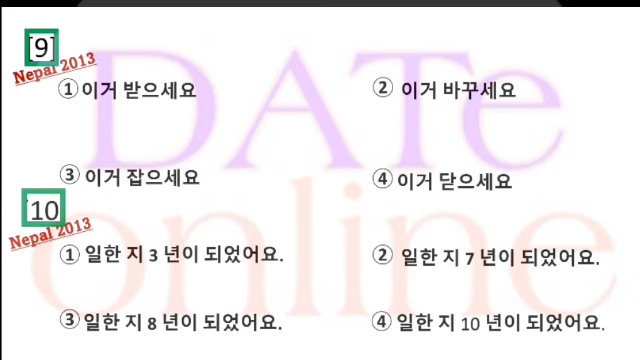 DATe
online
[9]
Nepal 2013
① 이거 받으세요
② 이거 바꾸세요
③ 이거 잡으세요
④ 이거 닫으세요
10
Nepal 2013
① 일한 지 3 년이 되었어요.
② 일한 지 7 년이 되었어요.
③ 일한 지 8 년이 되었어요.
④ 일한 지 10 년이 되었어요.